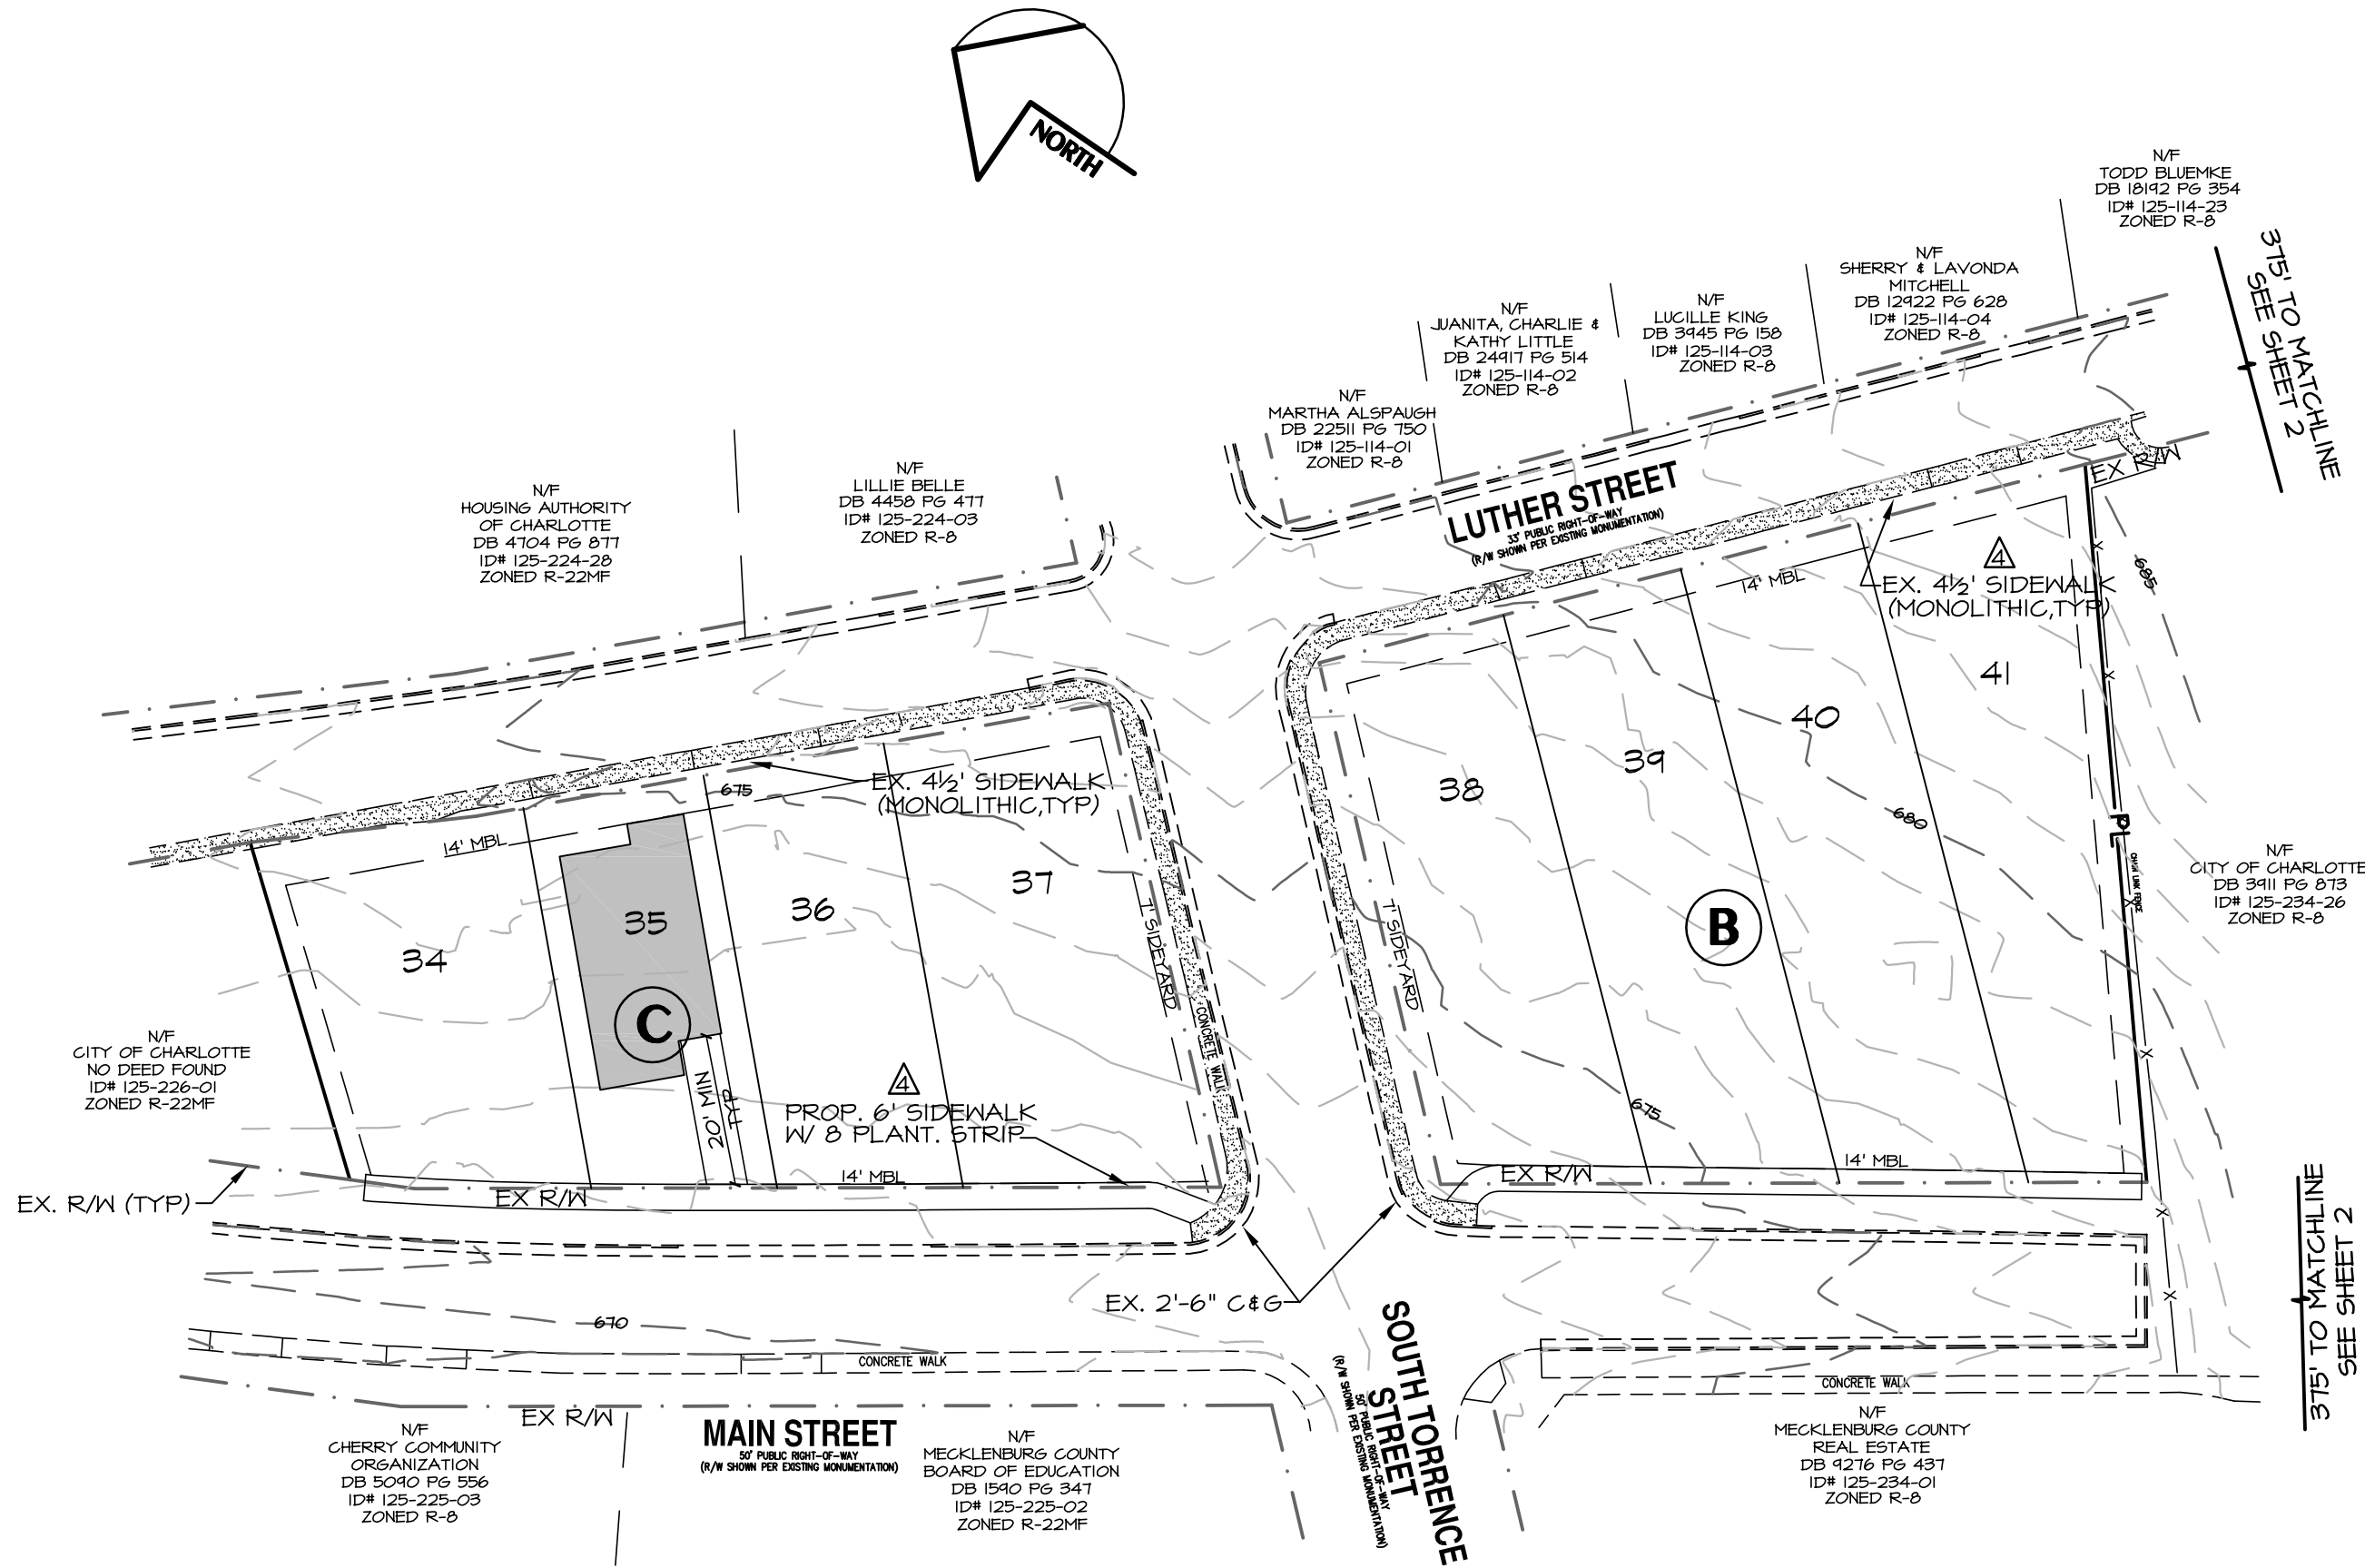 NORTH
N/F
TODD BLUEMKE
DB 18192 PG 354
ID# 125-114-23
ZONED R-8
375' TO MATCHLINE
SEE SHEET 2
N/F
SHERRY & LAVONDA
MITCHELL
DB 12922 PG 628
ID# 125-114-04
ZONED R-8
N/F
LUCILLE KING
DB 3945 PG 158
ID# 125-114-03
ZONED R-8
N/F
JUANITA, CHARLIE &
KATHY LITTLE
DB 24917 PG 514
ID# 125-114-02
ZONED R-8
N/F
MARTHA ALSPAUGH
DB 22511 PG 750
ID# 125-114-01
ZONED R-8
N/F
LILLIE BELLE
DB 4458 PG 477
ID# 125-224-03
ZONED R-8
N/F
HOUSING AUTHORITY
OF CHARLOTTE
DB 4704 PG 877
ID# 125-224-28
ZONED R-22MF
LUTHER STREET
33' PUBLIC RIGHT-OF-WAY
(R/W SHOWN PER EXISTING MONUMENTATION)
EX R/W
4
EX. 4½' SIDEWALK
(MONOLITHIC,TYP)
14' MBL
685
41
40
39
38
680
B
PL
CHAIN LINK FENCE
N/F
CITY OF CHARLOTTE
DB 3911 PG 873
ID# 125-234-26
ZONED R-8
675
EX. 4½' SIDEWALK
(MONOLITHIC,TYP)
14' MBL
34
35
36
37
C
7' SIDEYARD
7' SIDEYARD
CONCRETE WALK
N/F
CITY OF CHARLOTTE
NO DEED FOUND
ID# 125-226-01
ZONED R-22MF
20' MIN
TYP
4
PROP. 6' SIDEWALK
W/ 8 PLANT. STRIP
675
14' MBL
14' MBL
EX R/W
EX R/W
EX. R/W (TYP)
EX. 2'-6" C&G
670
CONCRETE WALK
CONCRETE WALK
EX R/W
MAIN STREET
50' PUBLIC RIGHT-OF-WAY
(R/W SHOWN PER EXISTING MONUMENTATION)
SOUTH TORRENCE
STREET
50' PUBLIC RIGHT-OF-WAY
(R/W SHOWN PER EXISTING MONUMENTATION)
375' TO MATCHLINE
SEE SHEET 2
N/F
CHERRY COMMUNITY
ORGANIZATION
DB 5090 PG 556
ID# 125-225-03
ZONED R-8
N/F
MECKLENBURG COUNTY
BOARD OF EDUCATION
DB 1590 PG 347
ID# 125-225-02
ZONED R-22MF
N/F
MECKLENBURG COUNTY
REAL ESTATE
DB 9276 PG 437
ID# 125-234-01
ZONED R-8